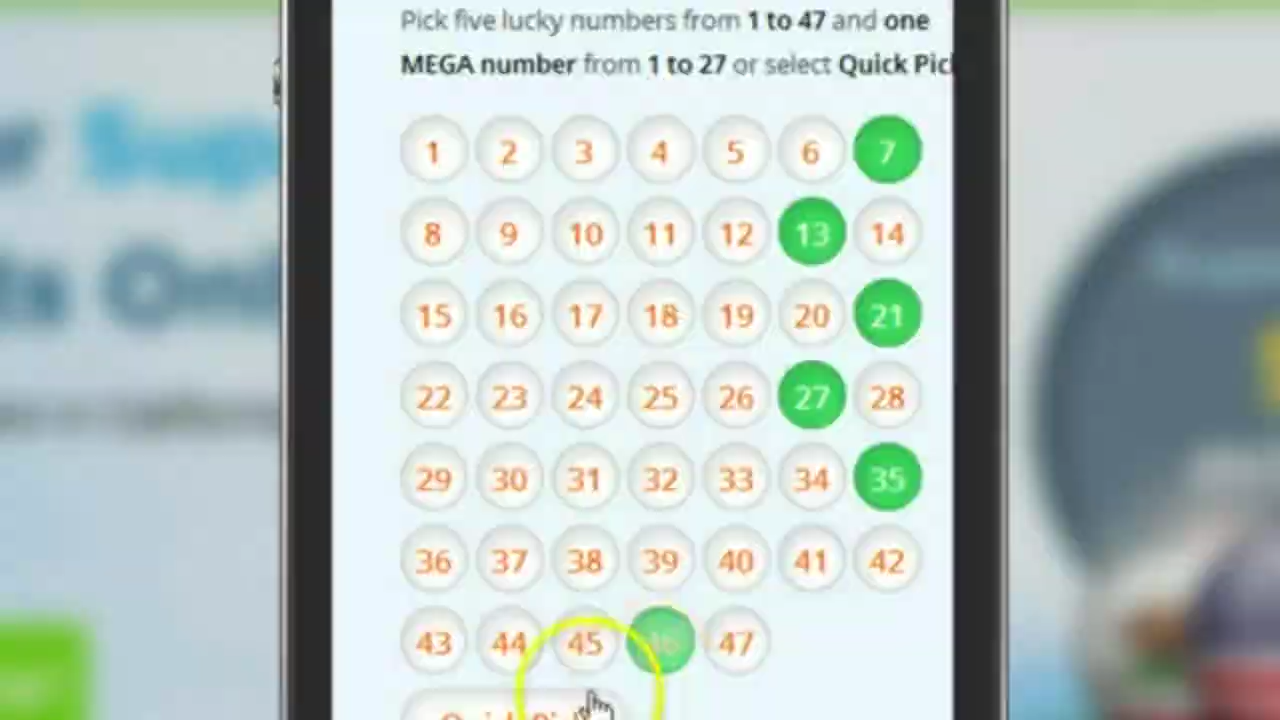 Pick five lucky numbers from 1 to 47 and one
MEGA number from 1 to 27 or select Quick Pic
1 2 3 4 5 6 7
8 9 10 11 12 13 14
15 16 17 18 19 20 21
22 23 24 25 26 27 28
29 30 31 32 33 34 35
36 37 38 39 40 41 42
43 44 45 46 47
Quick Pick